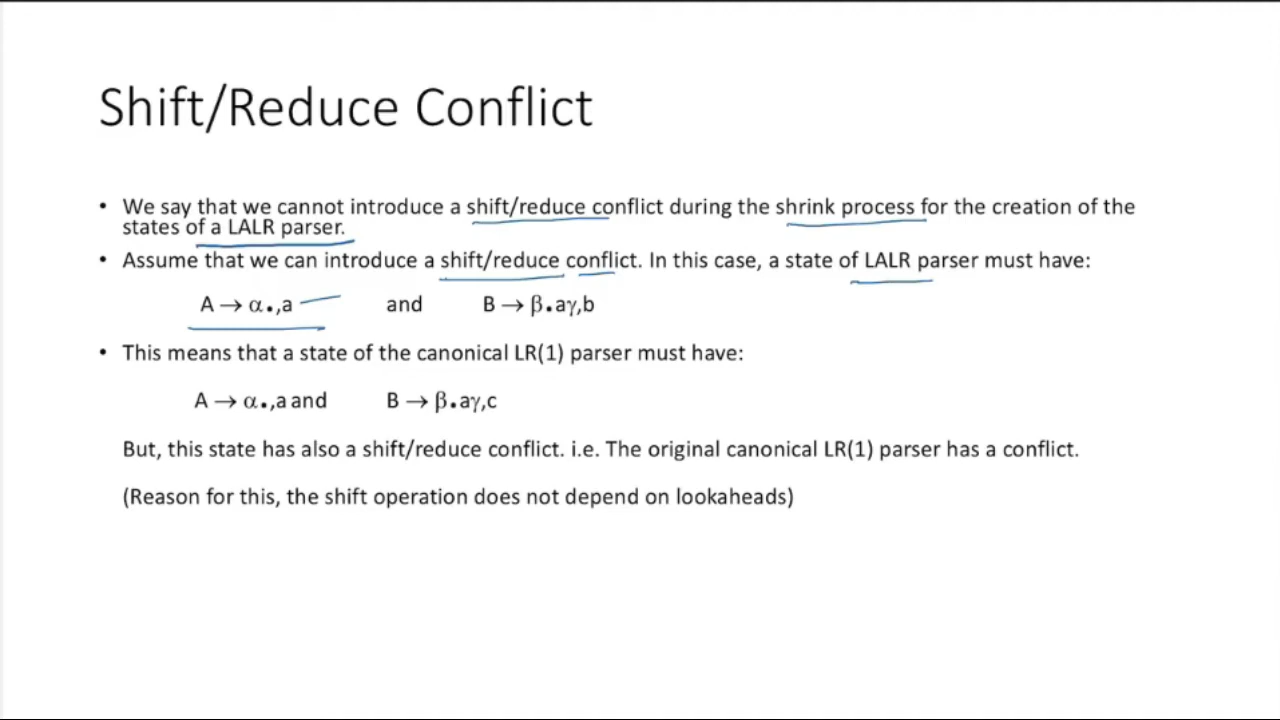 Shift/Reduce Conflict
• We say that we cannot introduce a shift/reduce conflict during the shrink process for the creation of the
states of a LALR parser.
• Assume that we can introduce a shift/reduce conflict. In this case, a state of LALR parser must have:
A → α•,a and B → β•aγ,b
• This means that a state of the canonical LR(1) parser must have:
A → α•,a and B → β•aγ,c
But, this state has also a shift/reduce conflict. i.e. The original canonical LR(1) parser has a conflict.
(Reason for this, the shift operation does not depend on lookaheads)